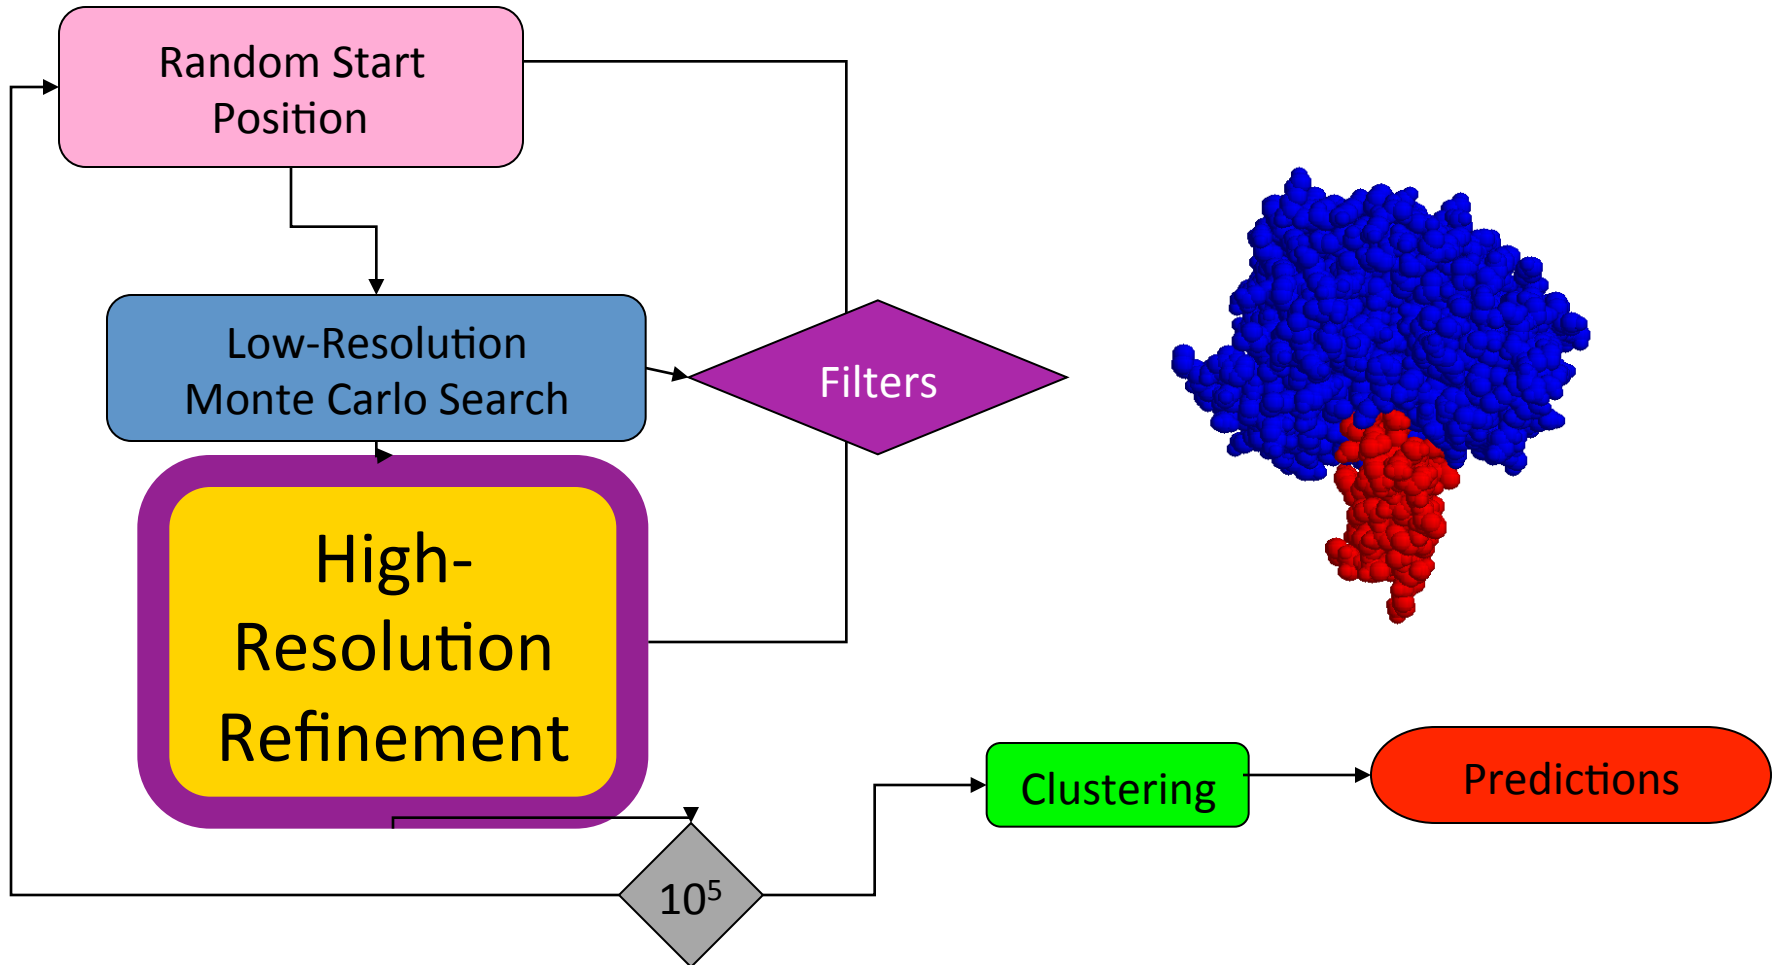 Random Start
Position
Low-Resolution
Monte Carlo Search
Filters
High-
Resolution
Refinement
Clustering
Predictions
10⁵